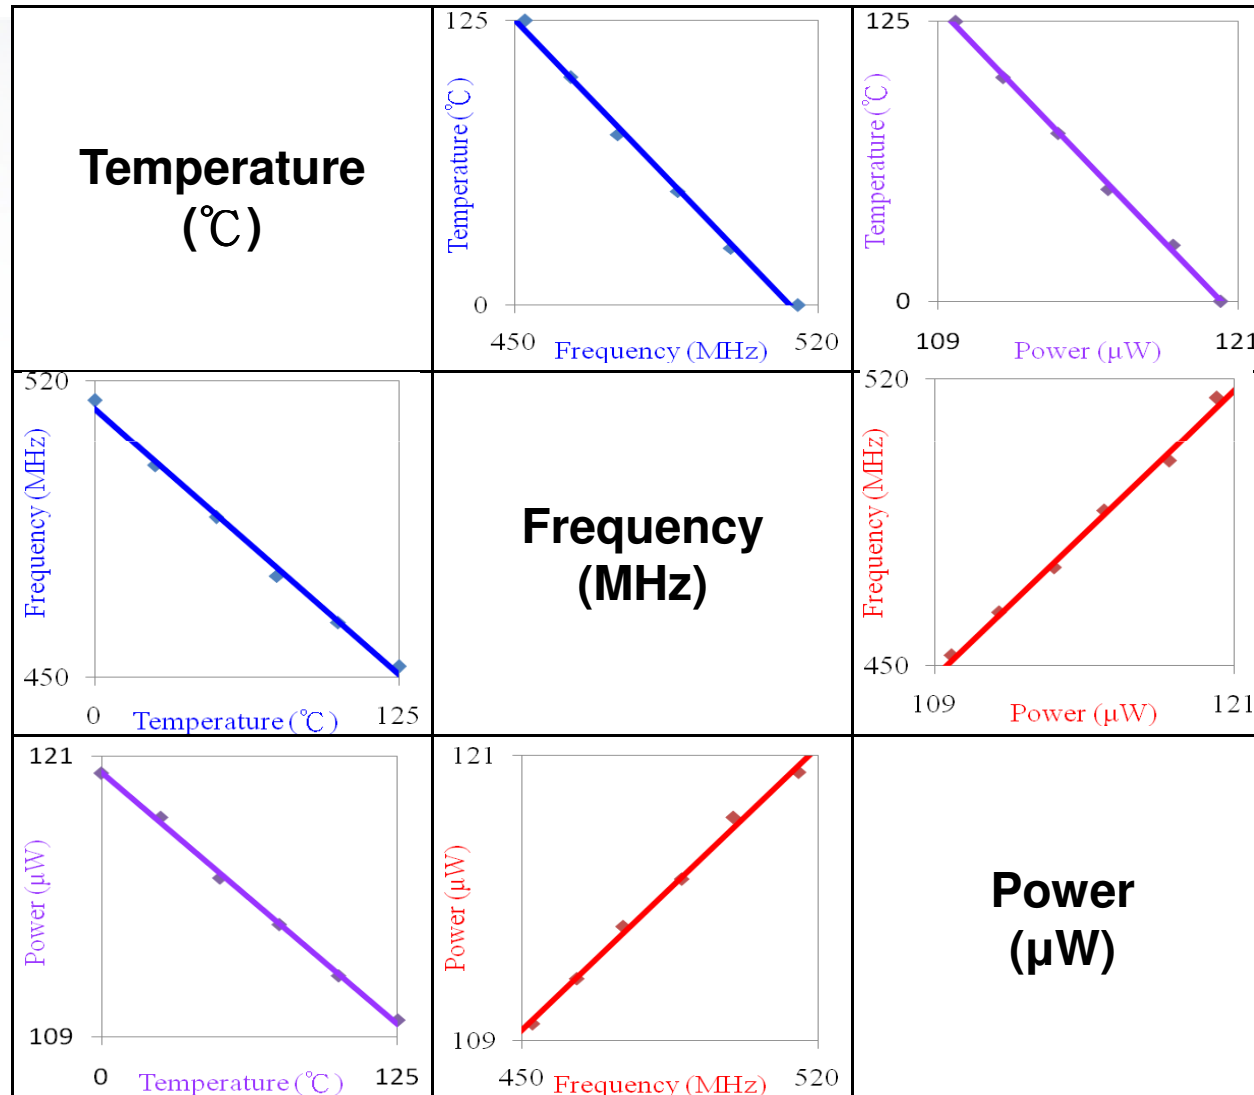 Temperature
(℃)
125
Temperature (℃)
0
450
520
Frequency (MHz)
125
Temperature (℃)
0
109
121
Power (µW)
520
Frequency (MHz)
450
0
125
Temperature (℃)
Frequency
(MHz)
520
Frequency (MHz)
450
109
121
Power (µW)
121
Power (µW)
109
0
125
Temperature (℃)
121
Power (µW)
109
450
520
Frequency (MHz)
Power
(µW)